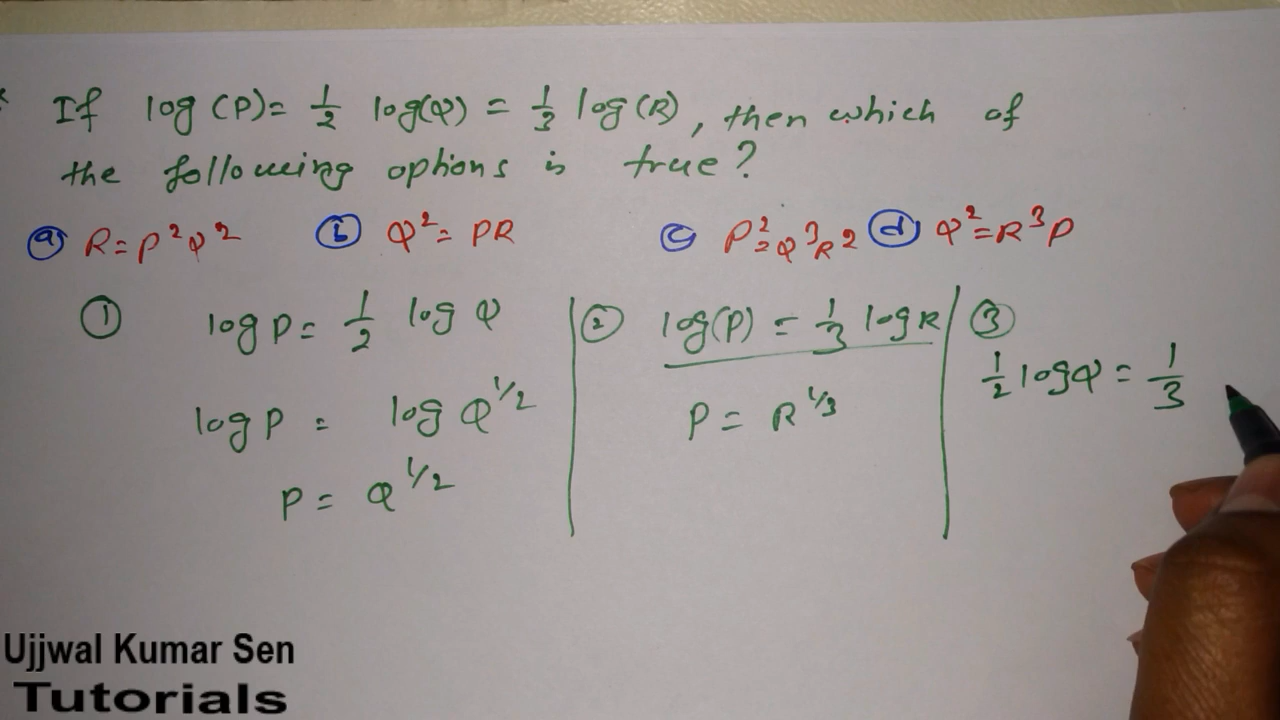 * If log (P)= 1/2 log(Q) = 1/3 log(R), then which of
the following options is true?
(a) R=P²Q² (b) Q²= PR (c) P²=Q³R² (d) Q²=R³P
① log P= 1/2 log Q
log P = log Q^1/2
P = Q^1/2
② log(P) = 1/3 log R
P = R^1/3
③
1/2 log Q = 1/3
Ujjwal Kumar Sen
Tutorials